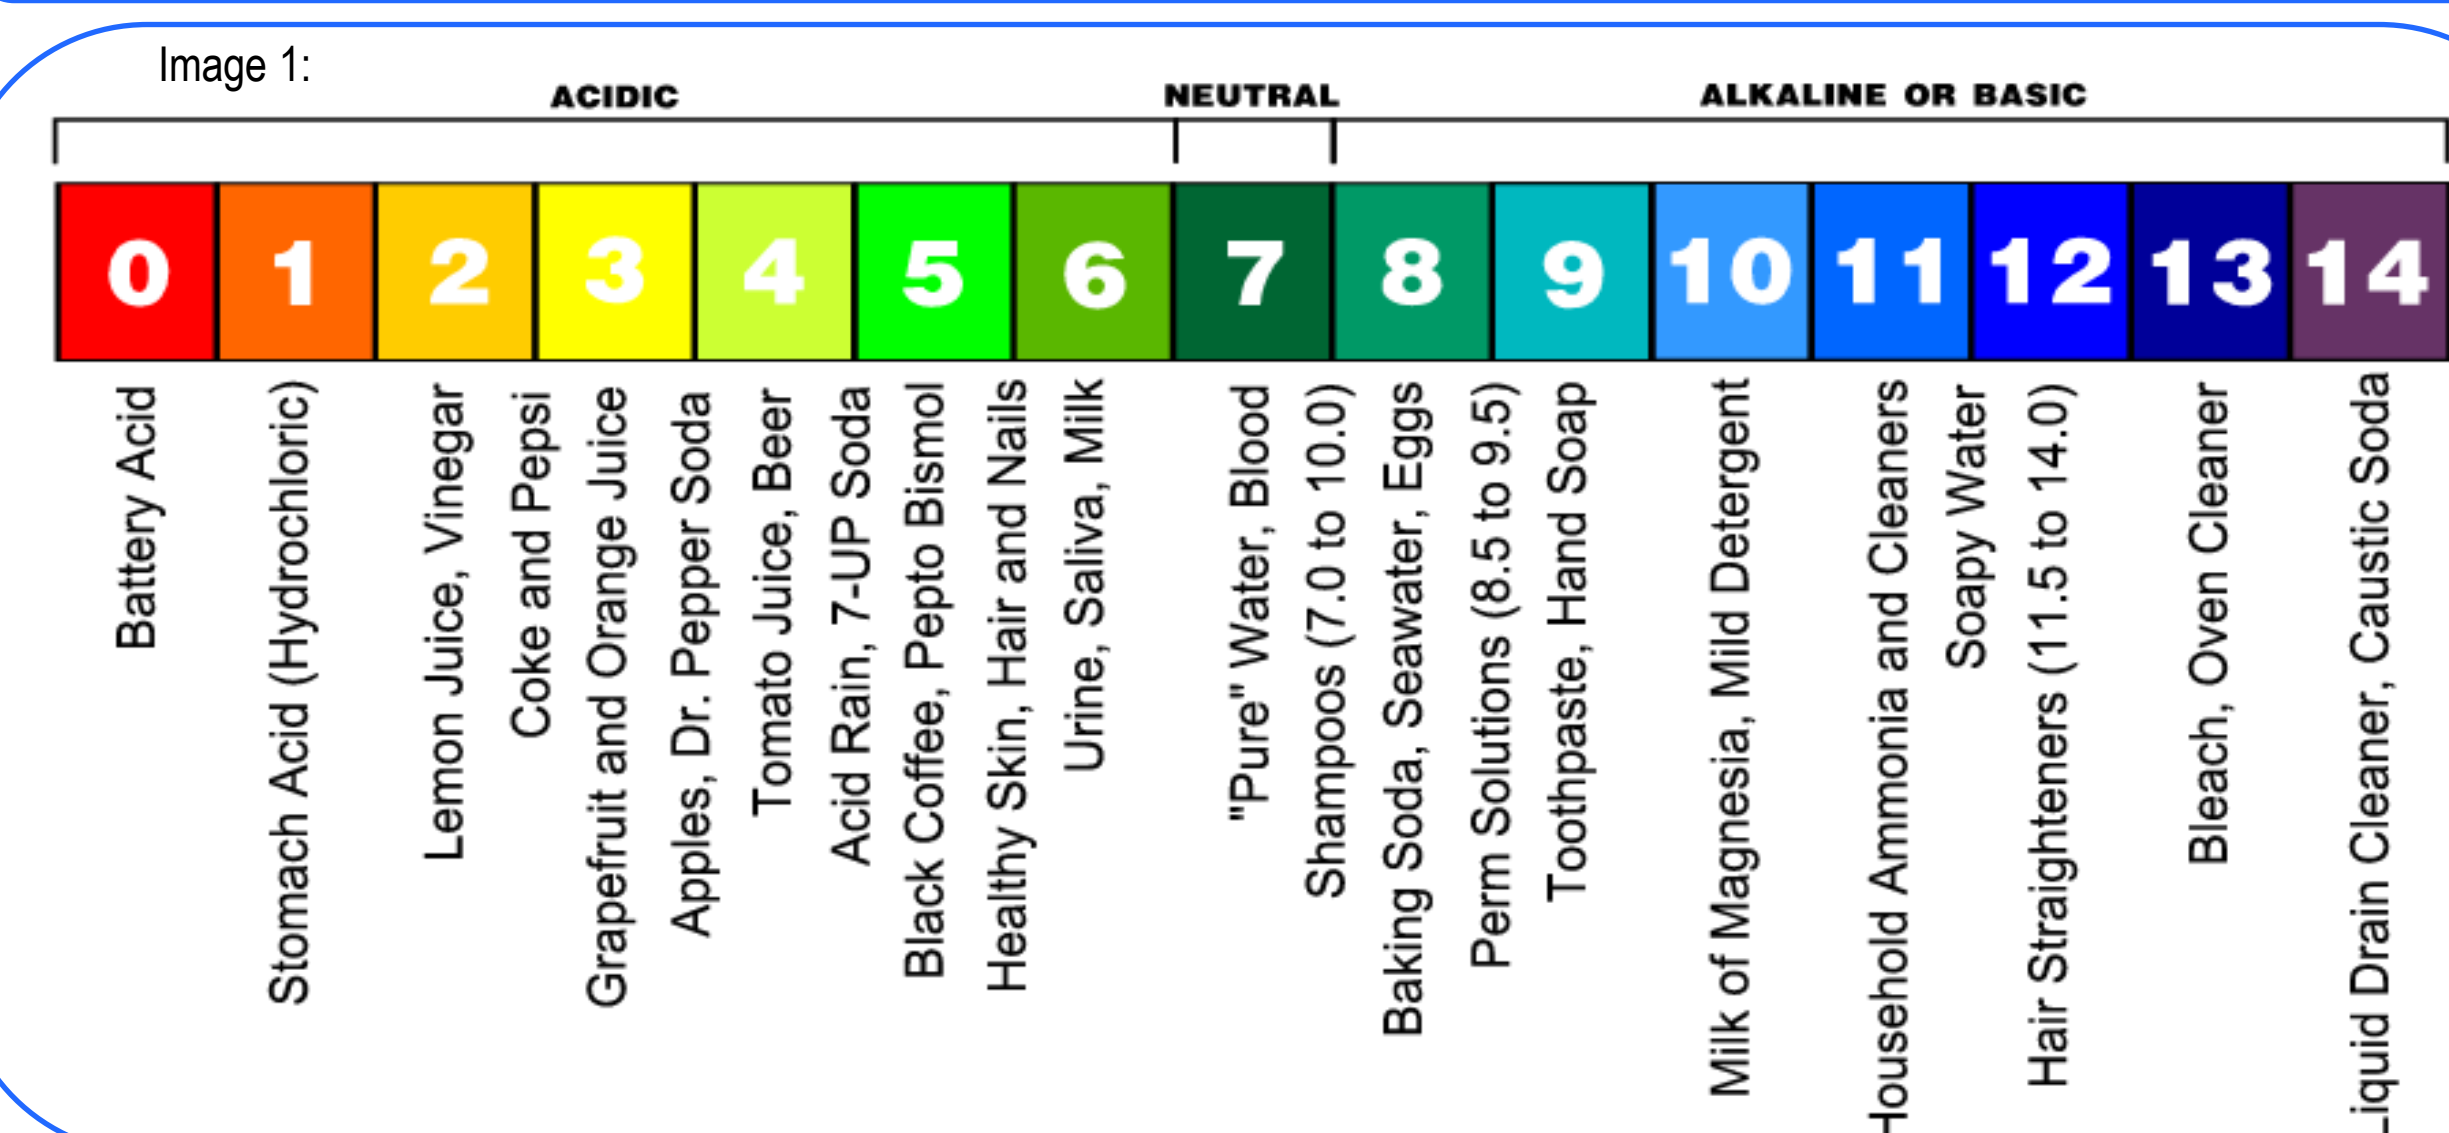 Image 1:
ACIDIC
NEUTRAL
ALKALINE OR BASIC
0
1
2
3
4
5
6
7
8
9
10
11
12
13
14
Battery Acid
Stomach Acid (Hydrochloric)
Lemon Juice, Vinegar
Coke and Pepsi
Grapefruit and Orange Juice
Apples, Dr. Pepper Soda
Tomato Juice, Beer
Acid Rain, 7-UP Soda
Black Coffee, Pepto Bismol
Healthy Skin, Hair and Nails
Urine, Saliva, Milk
"Pure" Water, Blood
Shampoos (7.0 to 10.0)
Baking Soda, Seawater, Eggs
Perm Solutions (8.5 to 9.5)
Toothpaste, Hand Soap
Milk of Magnesia, Mild Detergent
Household Ammonia and Cleaners
Soapy Water
Hair Straighteners (11.5 to 14.0)
Bleach, Oven Cleaner
Liquid Drain Cleaner, Caustic Soda